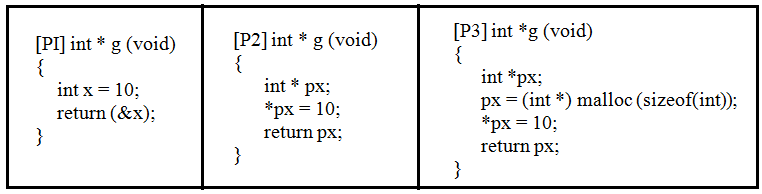 [PI] int * g (void)
{
int x = 10;
return (&x);
}
[P2] int * g (void)
{
int * px;
*px = 10;
return px;
}
[P3] int *g (void)
{
int *px;
px = (int *) malloc (sizeof(int));
*px = 10;
return px;
}